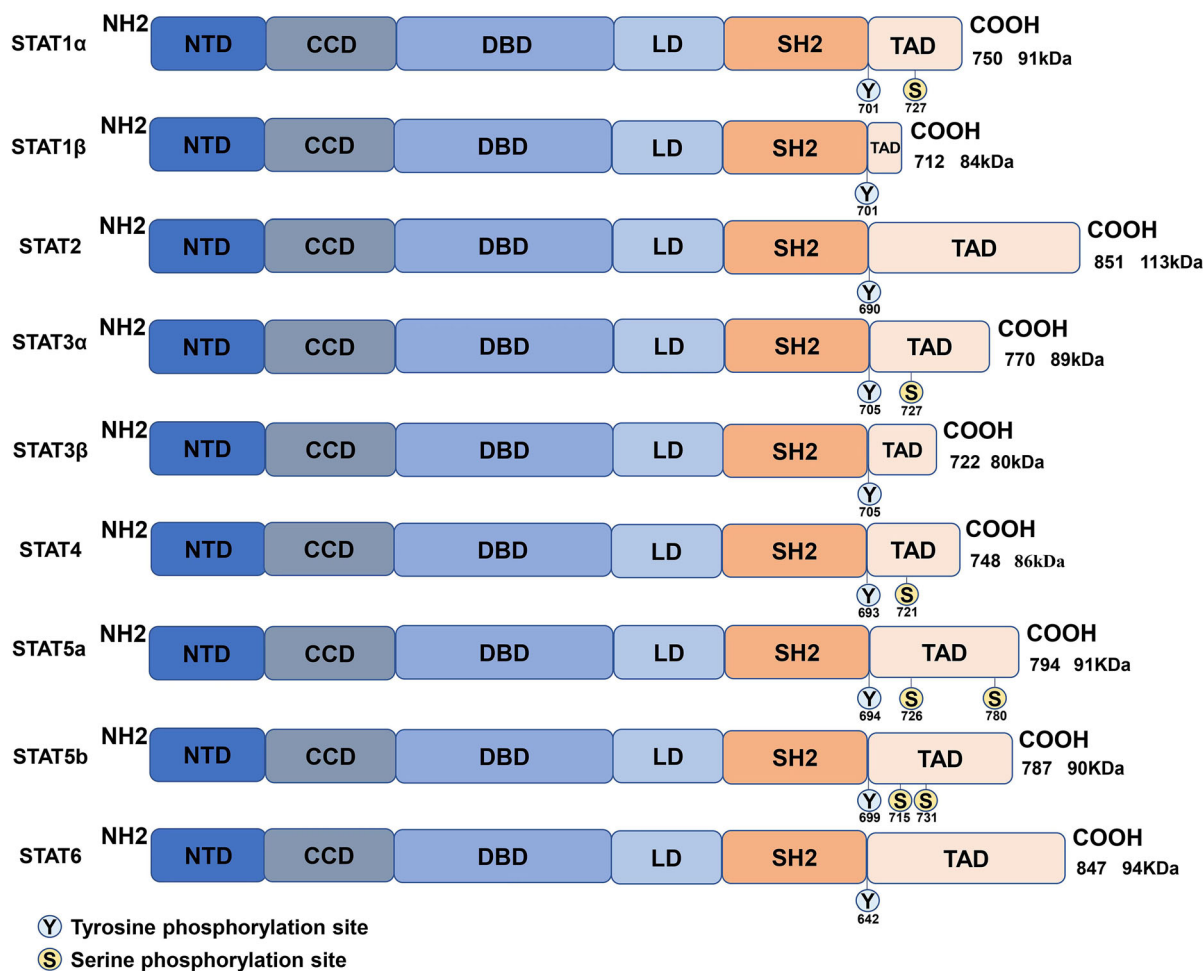 STAT1α NH2 NTD CCD DBD LD SH2 TAD COOH
750 91kDa
Y S
701 727
STAT1β NH2 NTD CCD DBD LD SH2 TAD COOH
712 84kDa
Y
701
STAT2 NH2 NTD CCD DBD LD SH2 TAD COOH
851 113kDa
Y
690
STAT3α NH2 NTD CCD DBD LD SH2 TAD COOH
770 89kDa
Y S
705 727
STAT3β NH2 NTD CCD DBD LD SH2 TAD COOH
722 80kDa
Y
705
STAT4 NH2 NTD CCD DBD LD SH2 TAD COOH
748 86kDa
Y S
693 721
STAT5a NH2 NTD CCD DBD LD SH2 TAD COOH
794 91KDa
Y S S
694 726 780
STAT5b NH2 NTD CCD DBD LD SH2 TAD COOH
787 90KDa
Y S S
699 715 731
STAT6 NH2 NTD CCD DBD LD SH2 TAD COOH
847 94KDa
Y
642
Y Tyrosine phosphorylation site
S Serine phosphorylation site